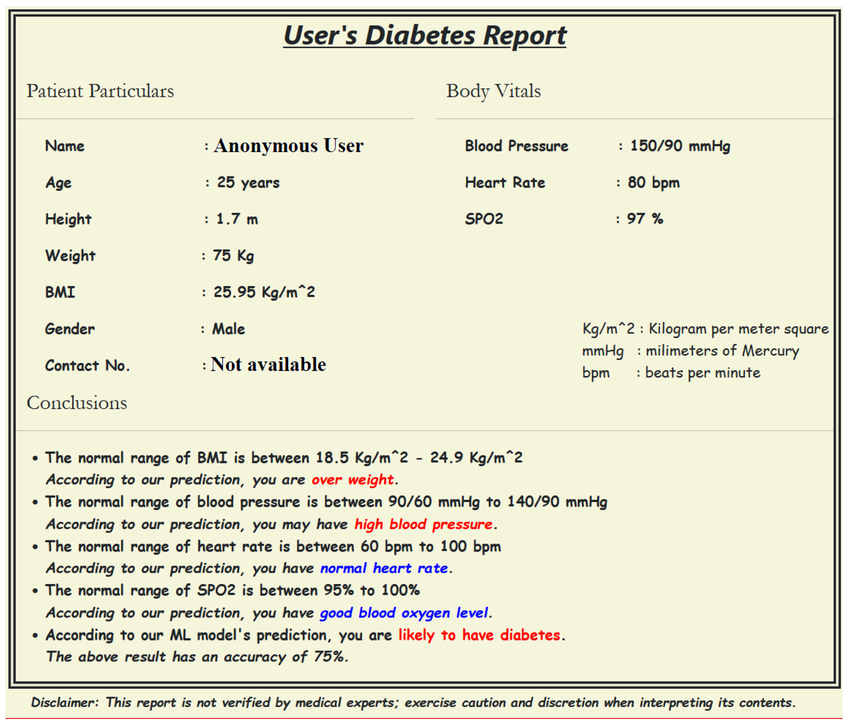 User's Diabetes Report
Patient Particulars
Name : Anonymous User
Age : 25 years
Height : 1.7 m
Weight : 75 Kg
BMI : 25.95 Kg/m^2
Gender : Male
Contact No. : Not available
Body Vitals
Blood Pressure : 150/90 mmHg
Heart Rate : 80 bpm
SPO2 : 97 %
Kg/m^2 : Kilogram per meter square
mmHg : milimeters of Mercury
bpm : beats per minute
Conclusions
• The normal range of BMI is between 18.5 Kg/m^2 - 24.9 Kg/m^2
According to our prediction, you are over weight.
• The normal range of blood pressure is between 90/60 mmHg to 140/90 mmHg
According to our prediction, you may have high blood pressure.
• The normal range of heart rate is between 60 bpm to 100 bpm
According to our prediction, you have normal heart rate.
• The normal range of SPO2 is between 95% to 100%
According to our prediction, you have good blood oxygen level.
• According to our ML model's prediction, you are likely to have diabetes.
The above result has an accuracy of 75%.
Disclaimer: This report is not verified by medical experts; exercise caution and discretion when interpreting its contents.